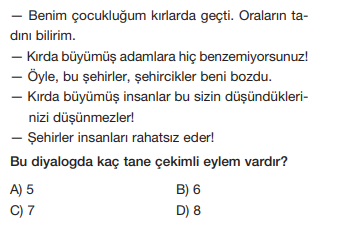 — Benim çocukluğum kırlarda geçti. Oraların ta-
dını bilirim.
— Kırda büyümüş adamlara hiç benzemiyorsunuz!
— Öyle, bu şehirler, şehircikler beni bozdu.
— Kırda büyümüş insanlar bu sizin düşündükleri-
nizi düşünmezler!
— Şehirler insanları rahatsız eder!
Bu diyalogda kaç tane çekimli eylem vardır?
A) 5 B) 6
C) 7 D) 8